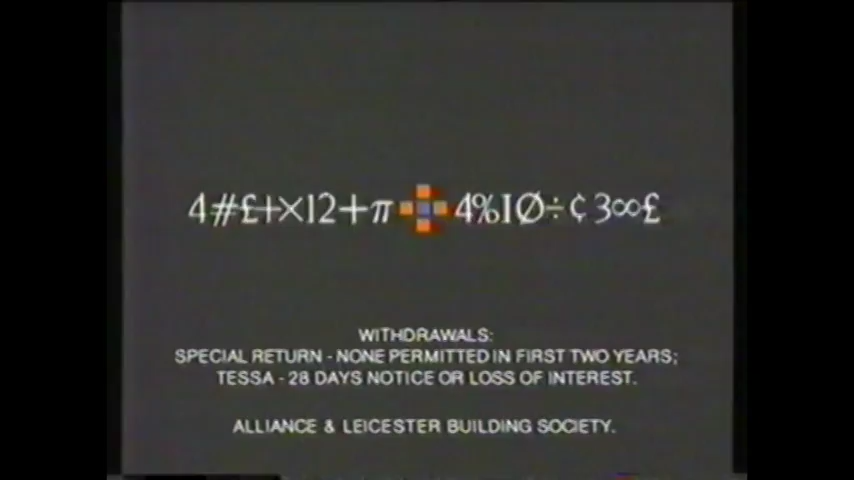 4#£+×12+π 4%IØ÷¢3∞£
WITHDRAWALS:
SPECIAL RETURN - NONE PERMITTED IN FIRST TWO YEARS;
TESSA - 28 DAYS NOTICE OR LOSS OF INTEREST.
ALLIANCE & LEICESTER BUILDING SOCIETY.